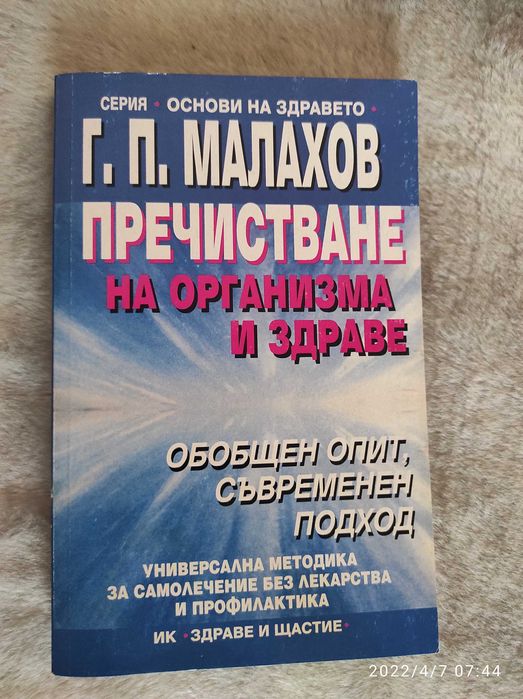 СЕРИЯ • ОСНОВИ НА ЗДРАВЕТО •
Г. П. МАЛАХОВ
ПРЕЧИСТВАНЕ
НА ОРГАНИЗМА
И ЗДРАВЕ
ОБОБЩЕН ОПИТ,
СЪВРЕМЕНЕН
ПОДХОД
УНИВЕРСАЛНА МЕТОДИКА
ЗА САМОЛЕЧЕНИЕ БЕЗ ЛЕКАРСТВА
И ПРОФИЛАКТИКА
ИК • ЗДРАВЕ И ЩАСТИЕ •
2022/4/7 07:44